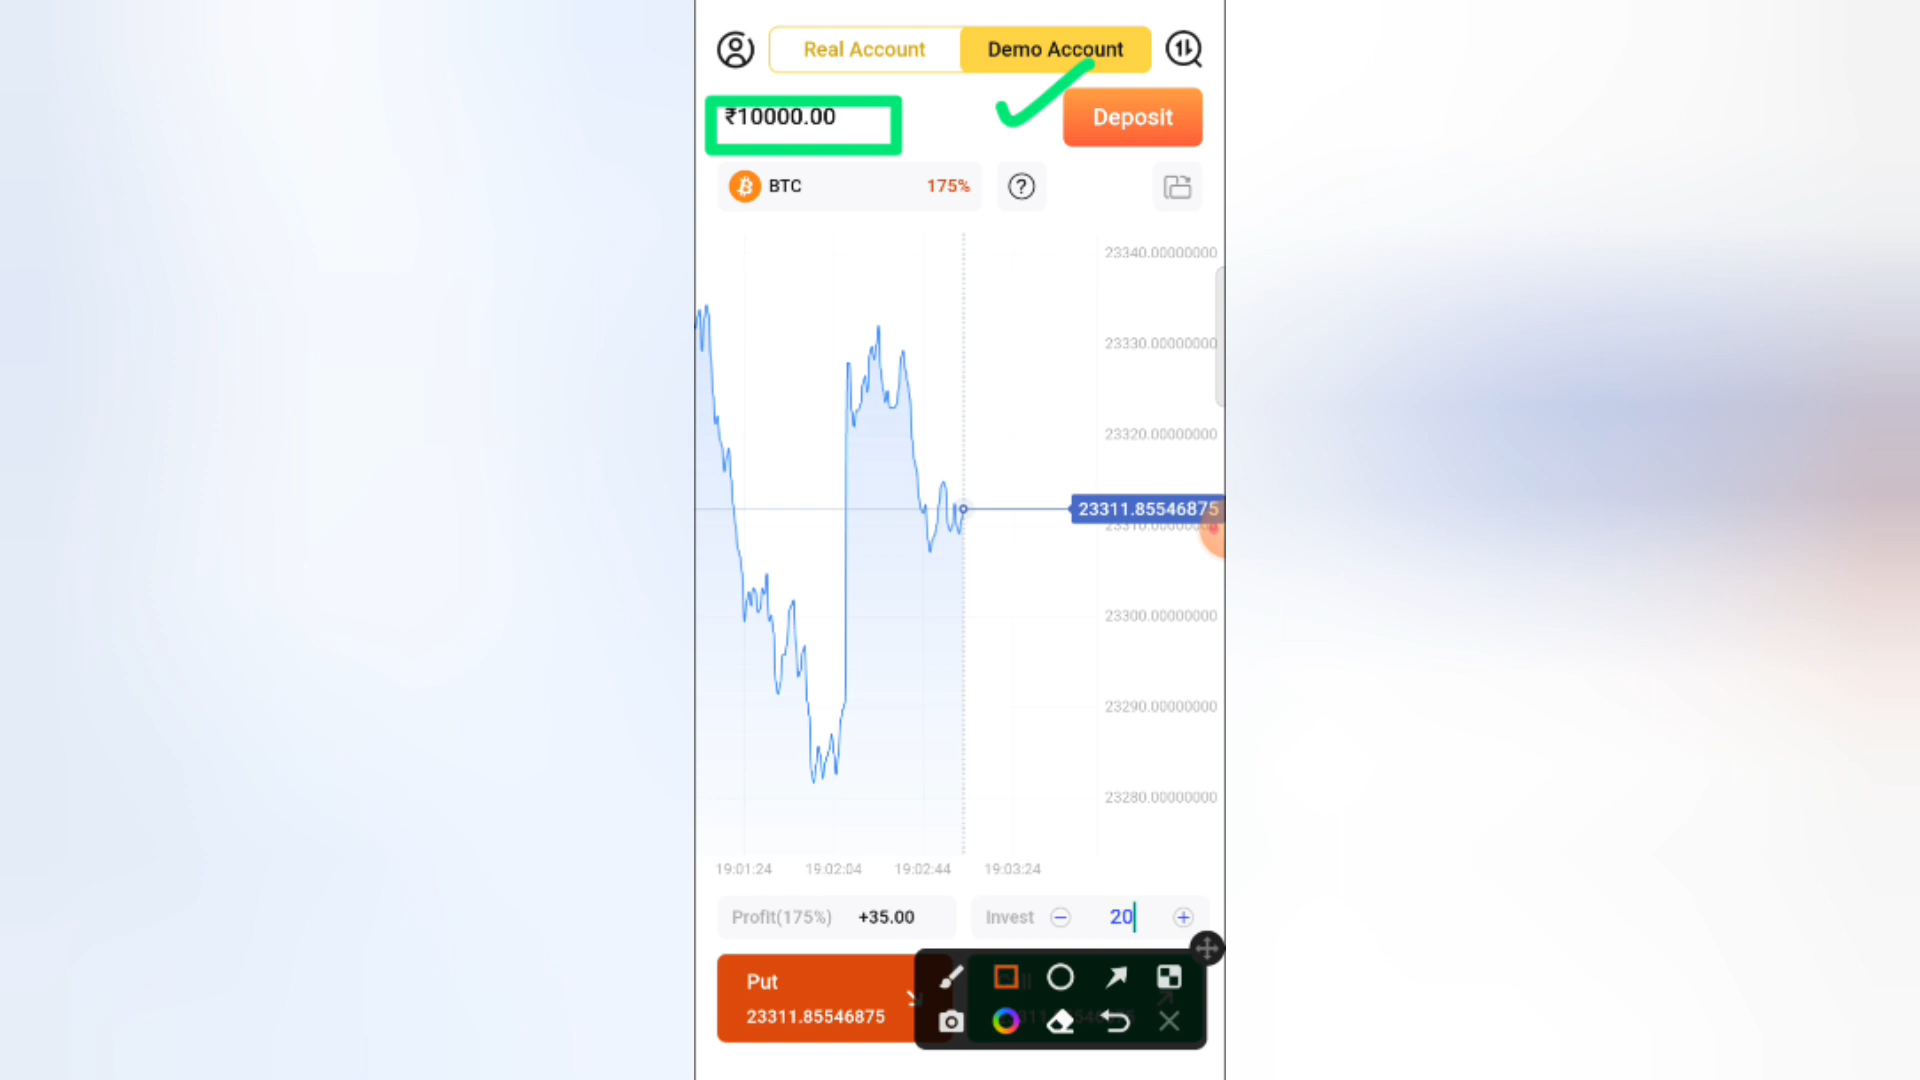 Real Account
Demo Account
₹10000.00
Deposit
BTC
175%
23340.00000000
23330.00000000
23320.00000000
23311.85546875
23300.00000000
23290.00000000
23280.00000000
19:01:24
19:02:04
19:02:44
19:03:24
Profit(175%)
+35.00
Invest
20
Put
23311.85546875